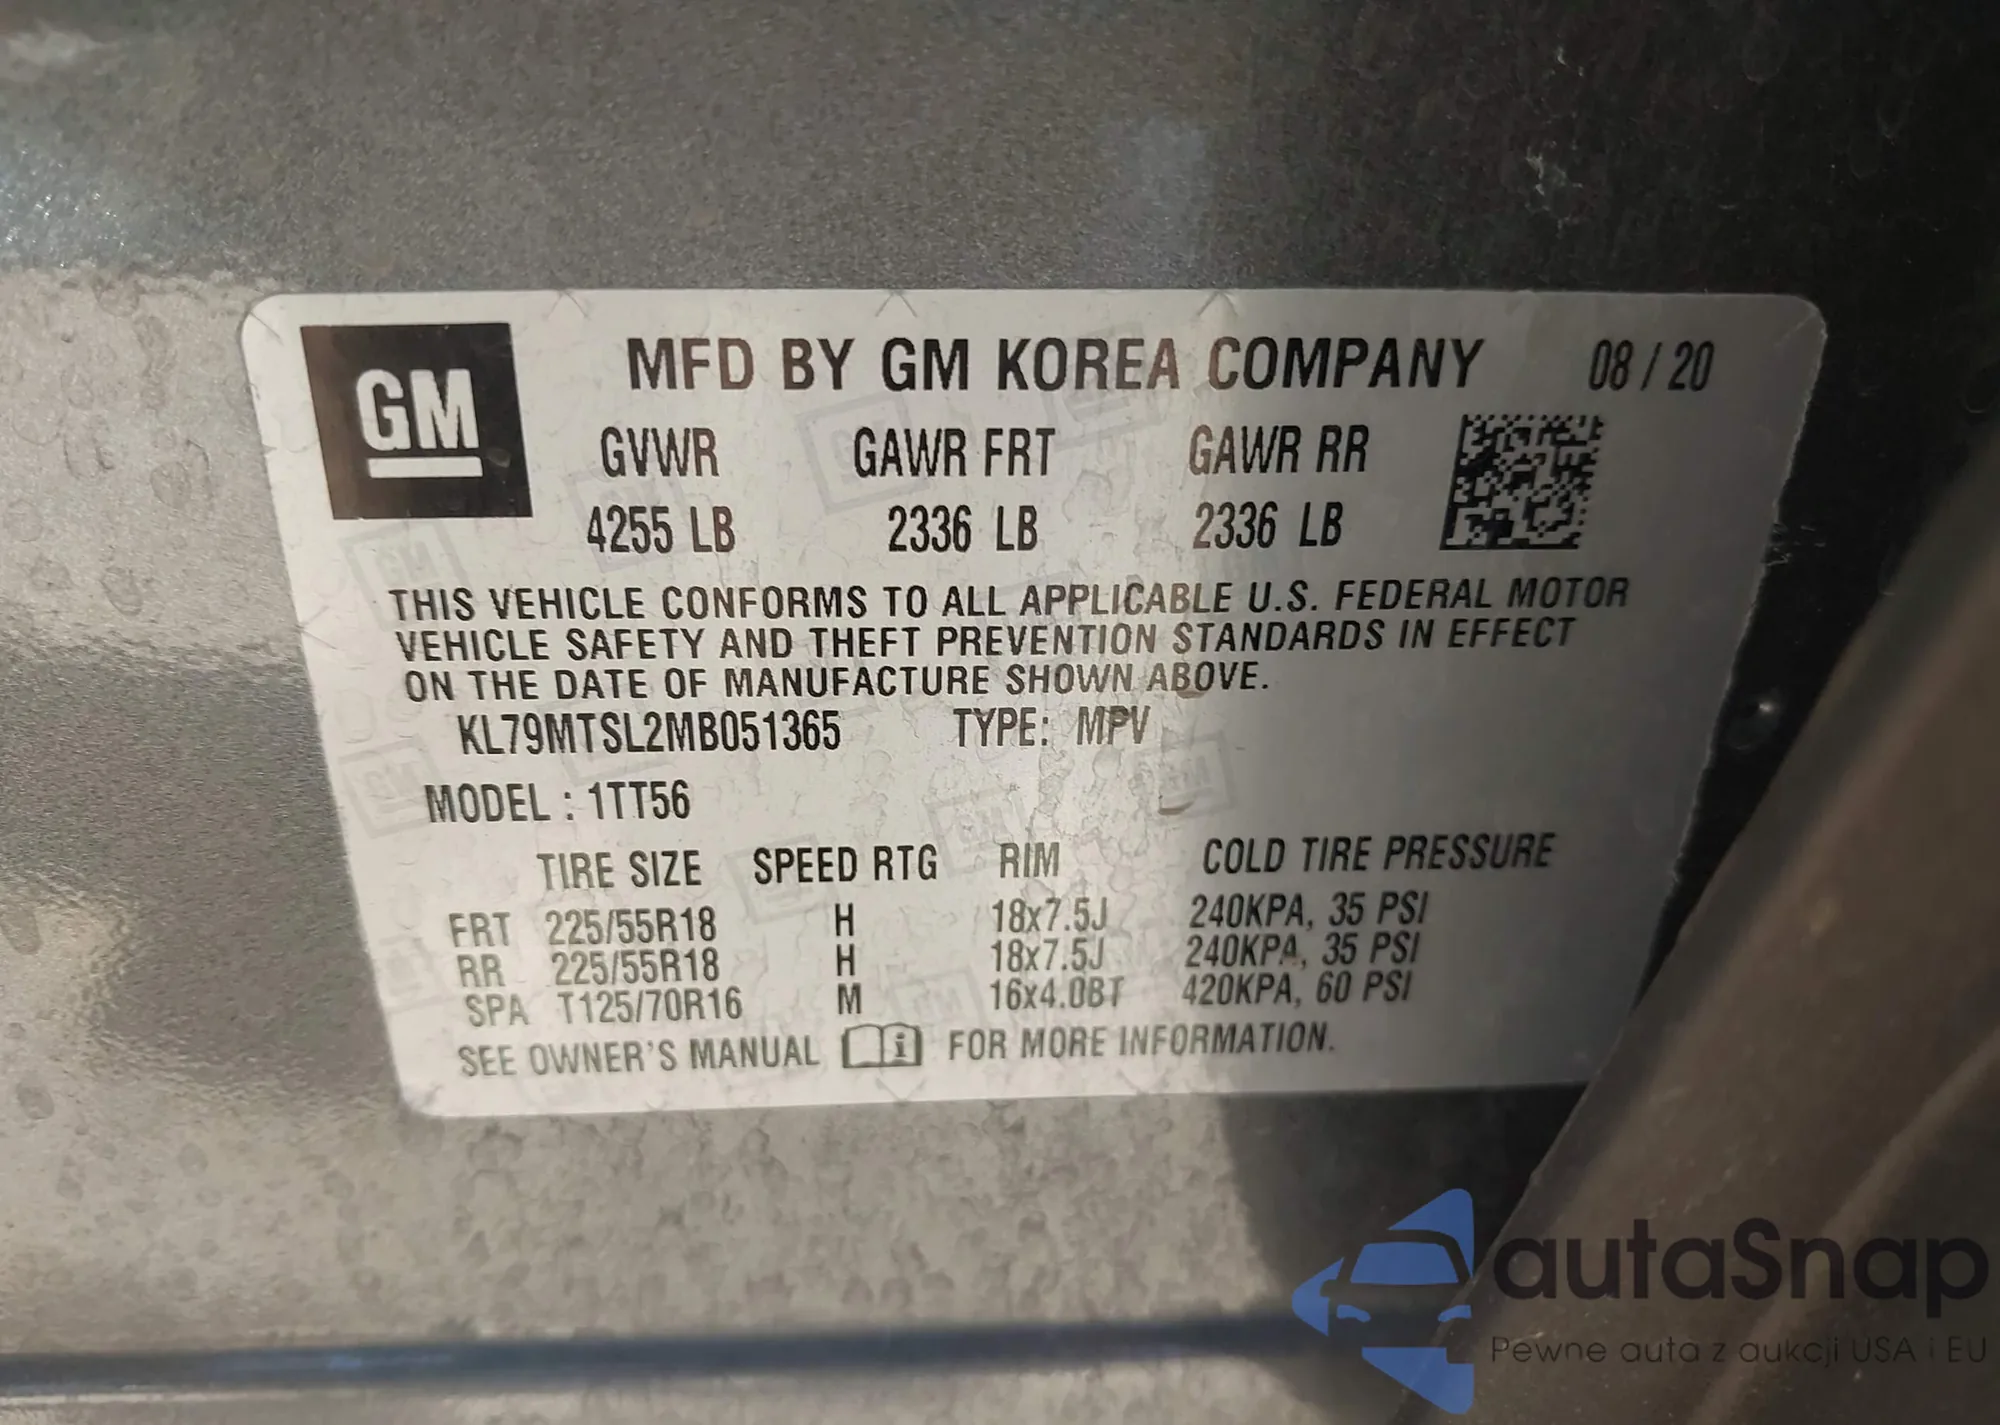 GM
MFD BY GM KOREA COMPANY 08 / 20
GVWR GAWR FRT GAWR RR
4255 LB 2336 LB 2336 LB
THIS VEHICLE CONFORMS TO ALL APPLICABLE U.S. FEDERAL MOTOR
VEHICLE SAFETY AND THEFT PREVENTION STANDARDS IN EFFECT
ON THE DATE OF MANUFACTURE SHOWN ABOVE.
KL79MTSL2MB051365 TYPE: MPV
MODEL : 1TT56
TIRE SIZE SPEED RTG RIM COLD TIRE PRESSURE
FRT 225/55R18 H 18x7.5J 240KPA, 35 PSI
RR 225/55R18 H 18x7.5J 240KPA, 35 PSI
SPA T125/70R16 M 16x4.0BT 420KPA, 60 PSI
SEE OWNER'S MANUAL i FOR MORE INFORMATION.
autaSnap
Pewne auta z aukcji USA i EU